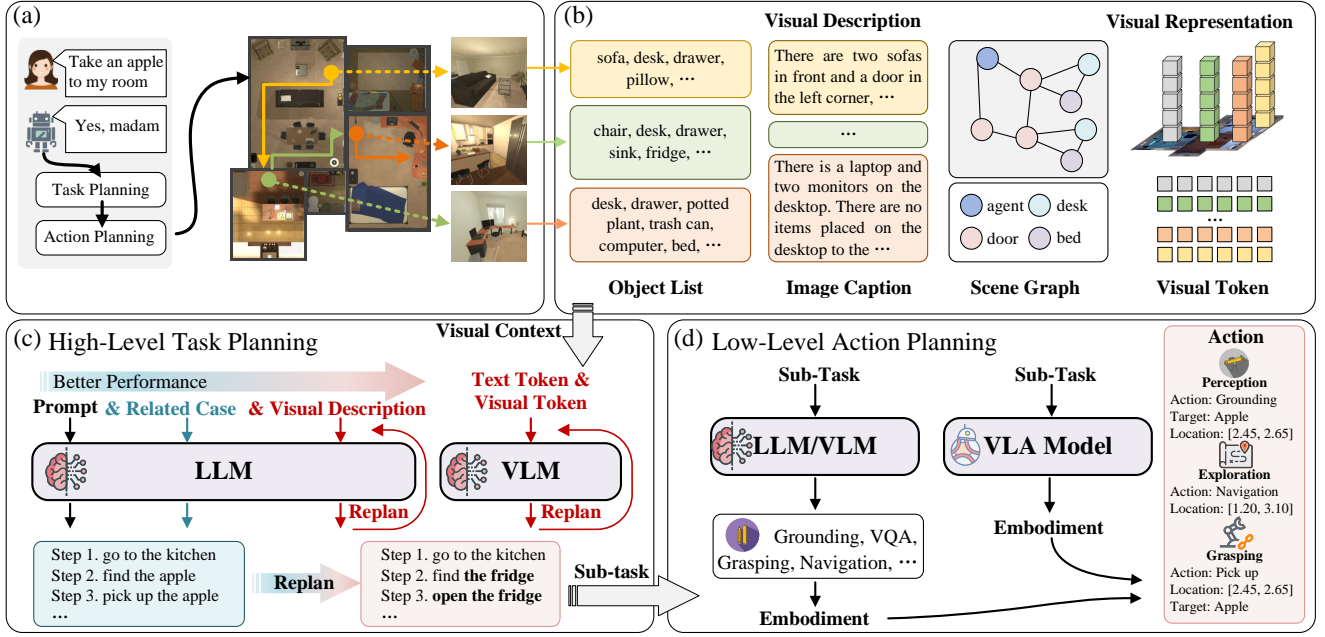 (a)
Take an apple
to my room
Yes, madam
Task Planning
Action Planning
(b)
Visual Description
Visual Representation
sofa, desk, drawer,
pillow, ···
chair, desk, drawer,
sink, fridge, ···
desk, drawer, potted
plant, trash can,
computer, bed, ···
Object List
There are two sofas
in front and a door in
the left corner, ···
···
There is a laptop and
two monitors on the
desktop. There are no
items placed on the
desktop to the ···
Image Caption
agent
desk
door
bed
Scene Graph
···
Visual Token
Visual Context
(c) High-Level Task Planning
Better Performance
Prompt & Related Case & Visual Description
Text Token &
Visual Token
LLM
VLM
Replan
Replan
Step 1. go to the kitchen
Step 2. find the apple
Step 3. pick up the apple
···
Replan
Step 1. go to the kitchen
Step 2. find the fridge
Step 3. open the fridge
···
Sub-task
(d) Low-Level Action Planning
Sub-Task
LLM/VLM
Grounding, VQA,
Grasping, Navigation, ···
Embodiment
Sub-Task
VLA Model
Embodiment
Action
Perception
Action: Grounding
Target: Apple
Location: [2.45, 2.65]
Exploration
Action: Navigation
Location: [1.20, 3.10]
Grasping
Action: Pick up
Location: [2.45, 2.65]
Target: Apple